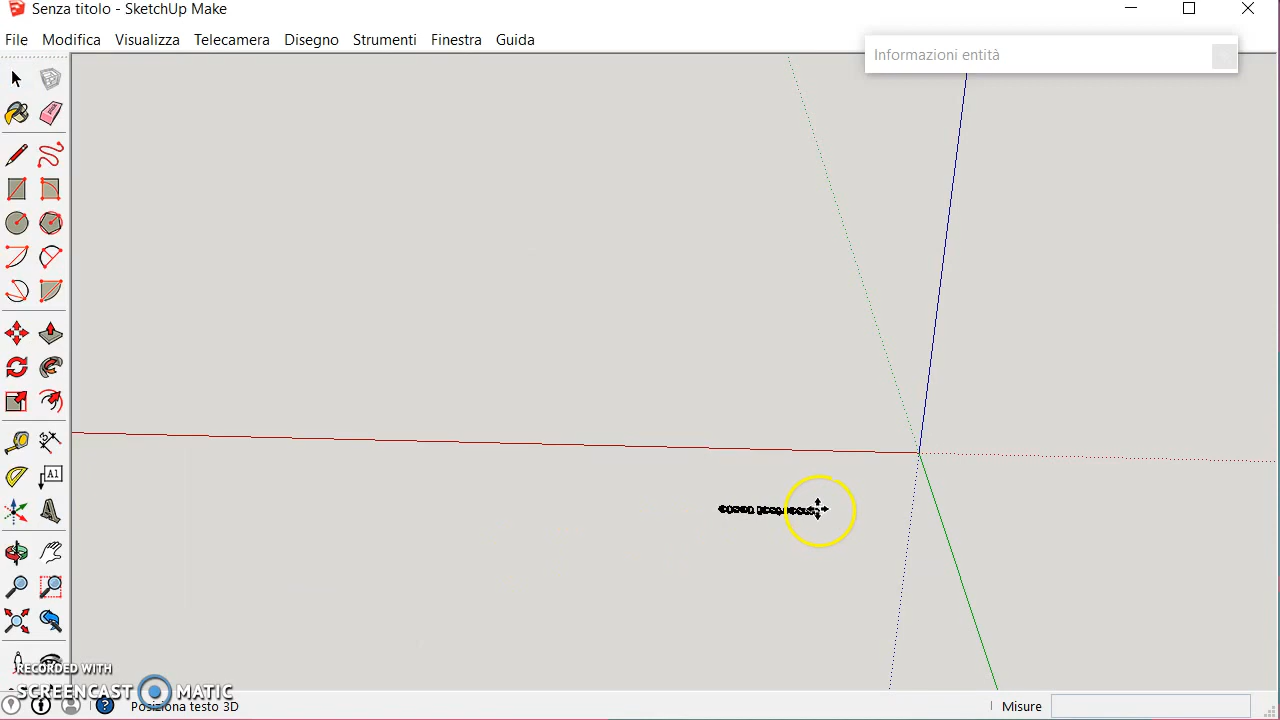 Senza titolo - SketchUp Make
File Modifica Visualizza Telecamera Disegno Strumenti Finestra Guida
Informazioni entità
A1
RECORDED WITH
SCREENCAST MATIC
Posiziona testo 3D
Misure